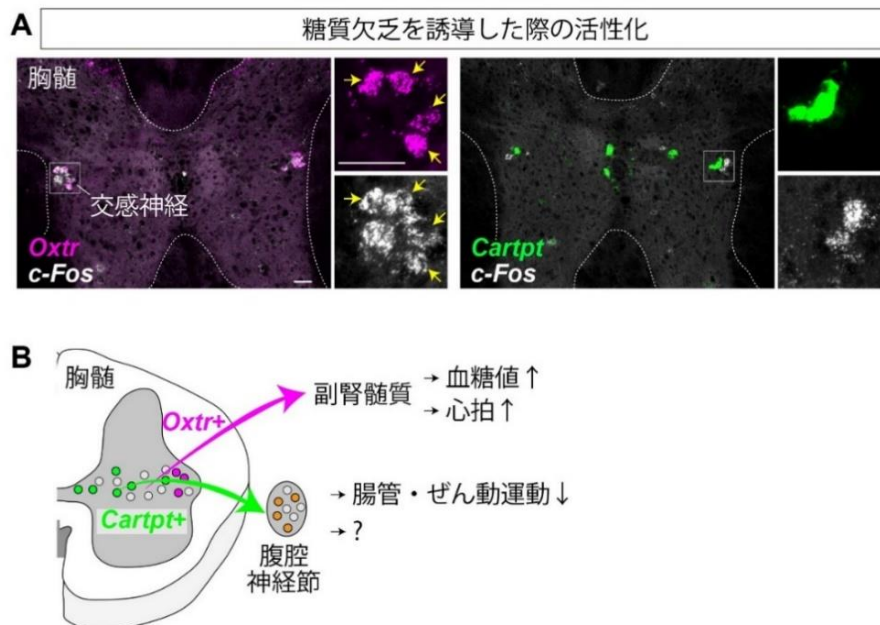 A
糖質欠乏を誘導した際の活性化
胸髄
交感神経
Oxtr
c-Fos
Cartpt
c-Fos
B
胸髄
Oxtr+
Cartpt+
副腎髄質
→ 血糖値↑
→ 心拍↑
腹腔
神経節
→ 腸管・ぜん動運動↓
→ ?